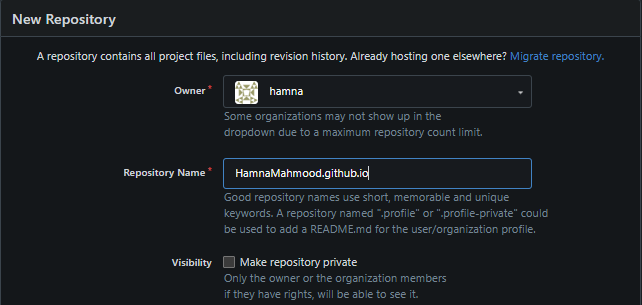 New Repository
A repository contains all project files, including revision history. Already hosting one elsewhere? Migrate repository.
Owner *
hamna
Some organizations may not show up in the
dropdown due to a maximum repository count limit.
Repository Name *
HamnaMahmood.github.io
Good repository names use short, memorable and unique
keywords. A repository named ".profile" or ".profile-private" could
be used to add a README.md for the user/organization profile.
Visibility
Make repository private
Only the owner or the organization members
if they have rights, will be able to see it.